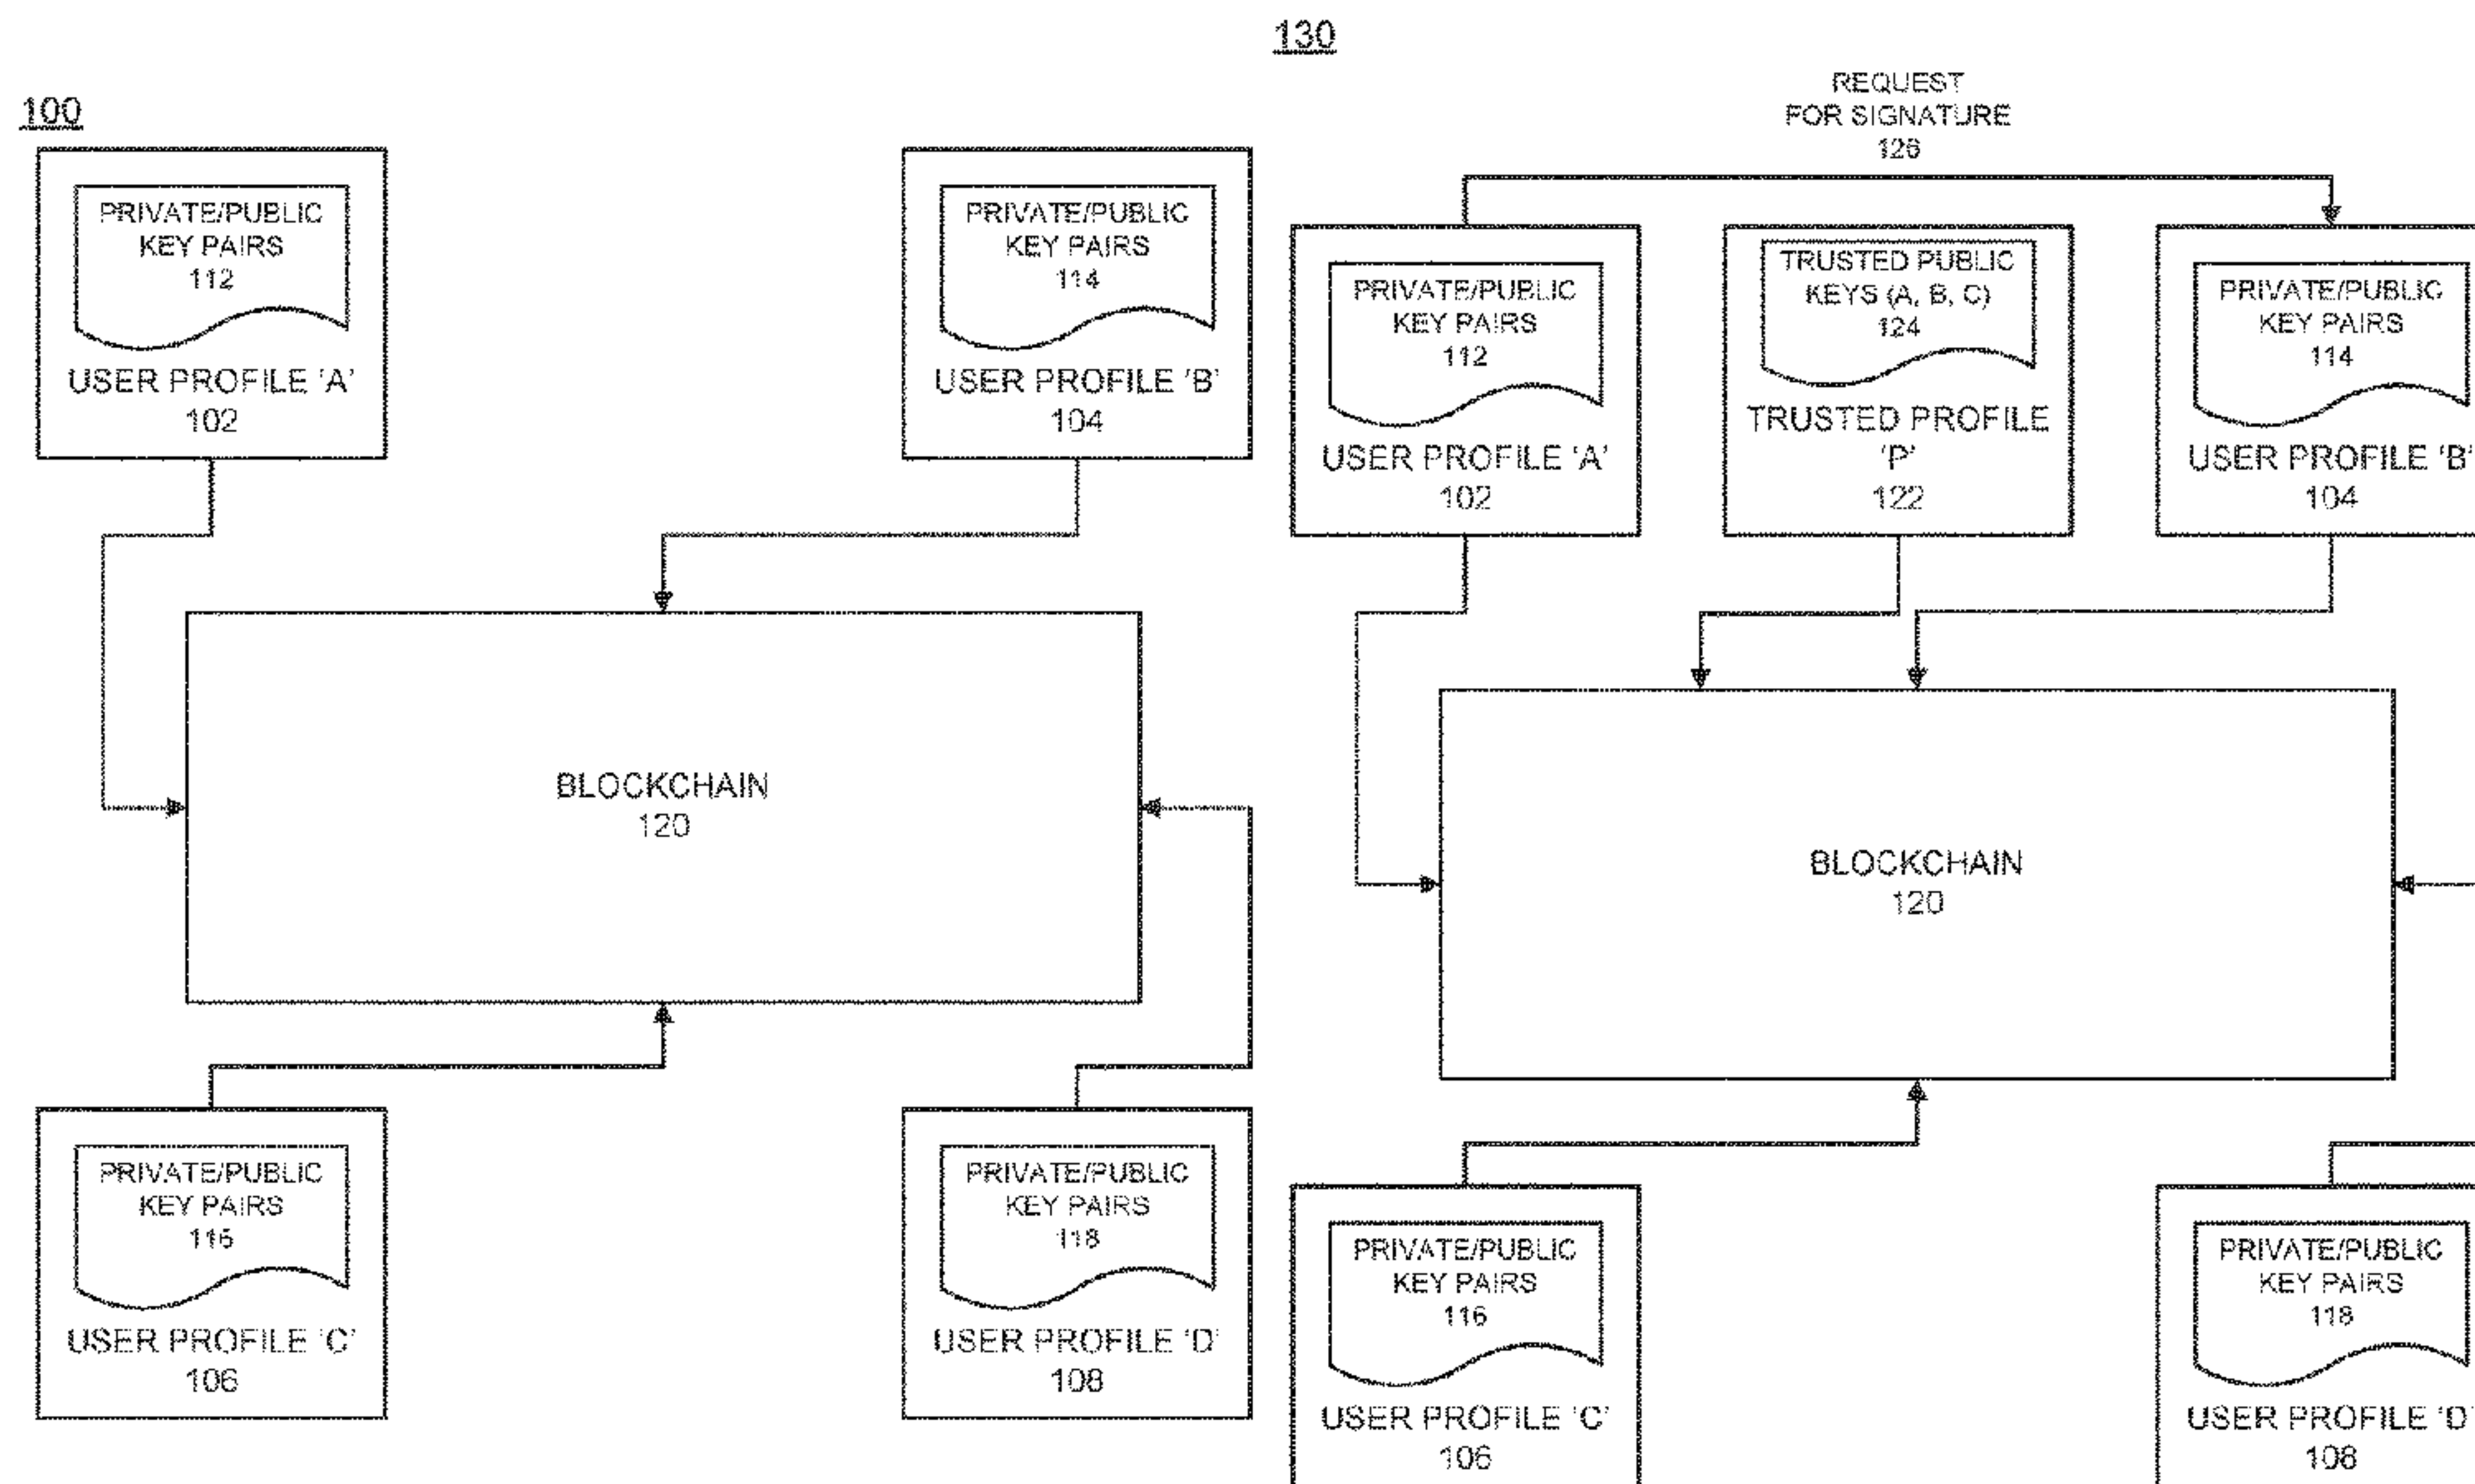 100
PRIVATE/PUBLIC
KEY PAIRS
112
USER PROFILE 'A'
102
PRIVATE/PUBLIC
KEY PAIRS
114
USER PROFILE 'B'
104
BLOCKCHAIN
120
PRIVATE/PUBLIC
KEY PAIRS
116
USER PROFILE 'C'
106
PRIVATE/PUBLIC
KEY PAIRS
118
USER PROFILE 'D'
108
130
REQUEST
FOR SIGNATURE
126
PRIVATE/PUBLIC
KEY PAIRS
112
USER PROFILE 'A'
102
TRUSTED PUBLIC
KEYS (A, B, C)
124
TRUSTED PROFILE
'P'
122
PRIVATE/PUBLIC
KEY PAIRS
114
USER PROFILE 'B'
104
BLOCKCHAIN
120
PRIVATE/PUBLIC
KEY PAIRS
116
USER PROFILE 'C'
106
PRIVATE/PUBLIC
KEY PAIRS
118
USER PROFILE 'D'
108